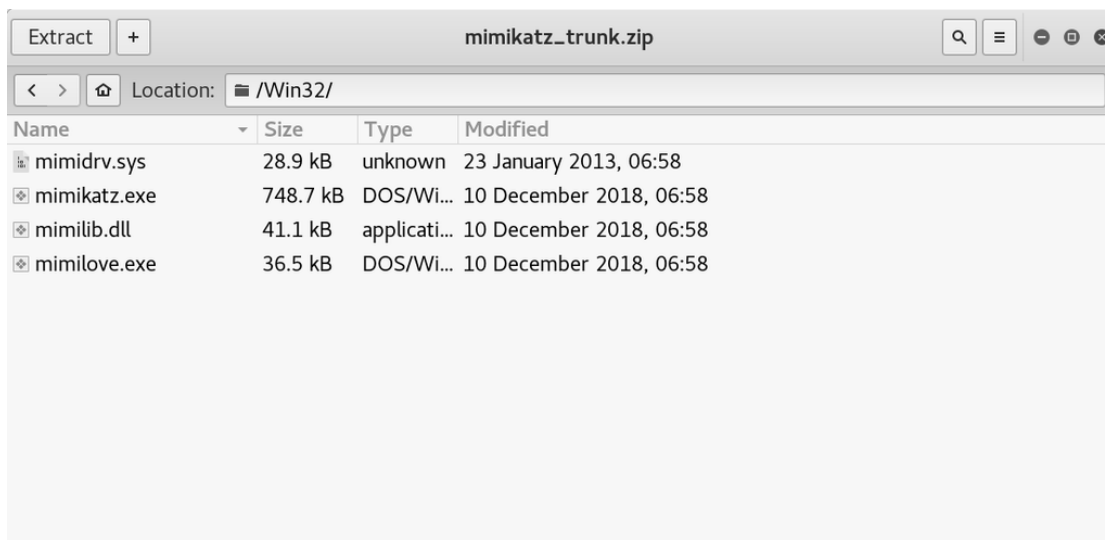 Extract + mimikatz_trunk.zip
Location: /Win32/
Name Size Type Modified
mimidrv.sys 28.9 kB unknown 23 January 2013, 06:58
mimikatz.exe 748.7 kB DOS/Wi... 10 December 2018, 06:58
mimilib.dll 41.1 kB applicati... 10 December 2018, 06:58
mimilove.exe 36.5 kB DOS/Wi... 10 December 2018, 06:58